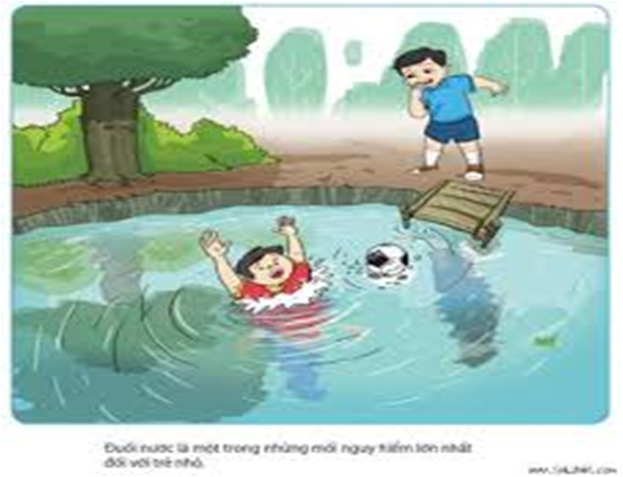 Đuối nước là một trong những mối nguy hiểm lớn nhất
đối với trẻ nhỏ.